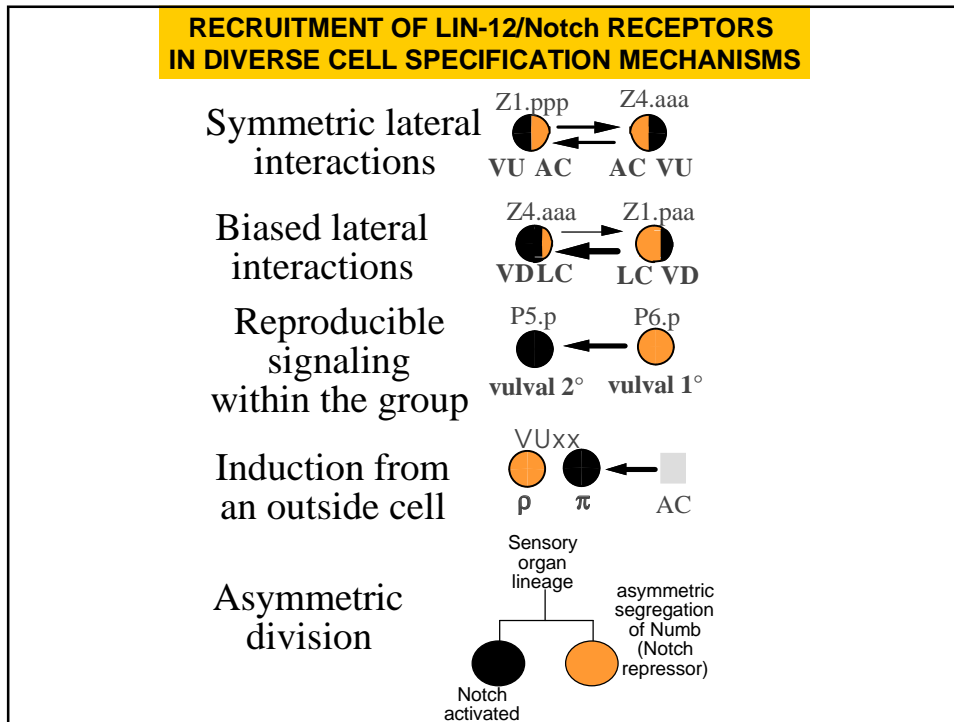 RECRUITMENT OF LIN-12/Notch RECEPTORS
IN DIVERSE CELL SPECIFICATION MECHANISMS
Symmetric lateral
interactions
Z1.ppp
Z4.aaa
VU AC
AC VU
Biased lateral
interactions
Z4.aaa
Z1.paa
VD LC
LC VD
Reproducible
signaling
within the group
P5.p
P6.p
vulval 2°
vulval 1°
Induction from
an outside cell
VUxx
ρ
π
AC
Asymmetric
division
Sensory
organ
lineage
asymmetric
segregation
of Numb
(Notch
repressor)
Notch
activated